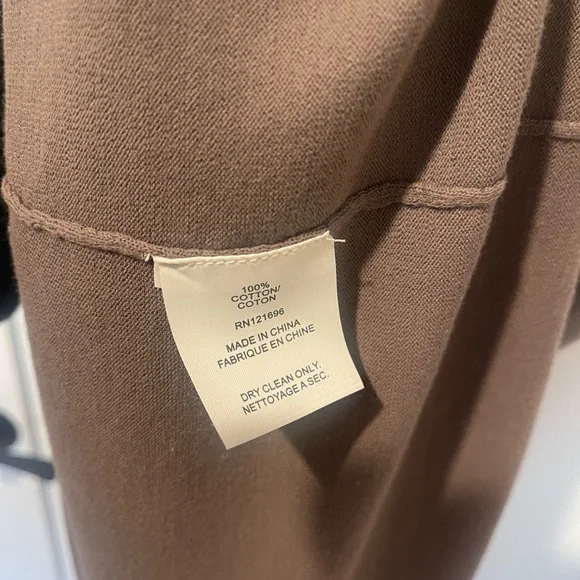 100%
COTTON/
COTON
RN121696
MADE IN CHINA
FABRIQUE EN CHINE
DRY CLEAN ONLY.
NETTOYAGE A SEC.